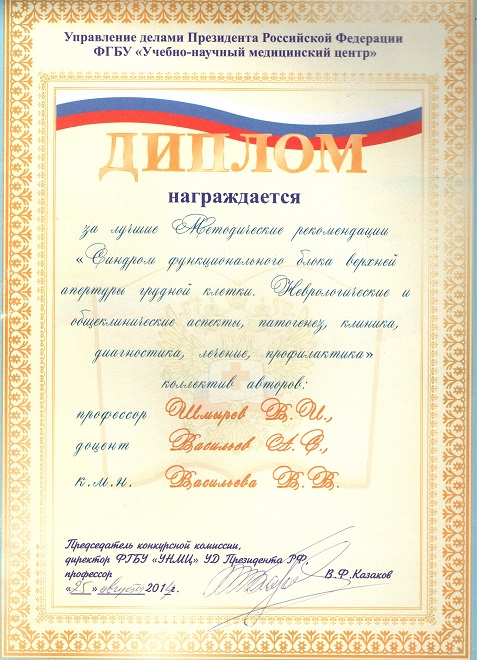 Управление делами Президента Российской Федерации
ФГБУ «Учебно-научный медицинский центр»
ДИПЛОМ
награждается
за лучшие Методические рекомендации
«Синдром функционального блока верхней
апертуры грудной клетки. Неврологические и
общеклинические аспекты, патогенез, клиника,
диагностика, лечение, профилактика»
коллектив авторов:
профессор Шмырев В.И.,
доцент Васильев А.С.,
к.м.н. Васильева В.В.
Председатель конкурсной комиссии,
директор ФГБУ «УНМЦ» УД Президента РФ,
профессор В.Ф.Казаков
«25» августа 2014г.